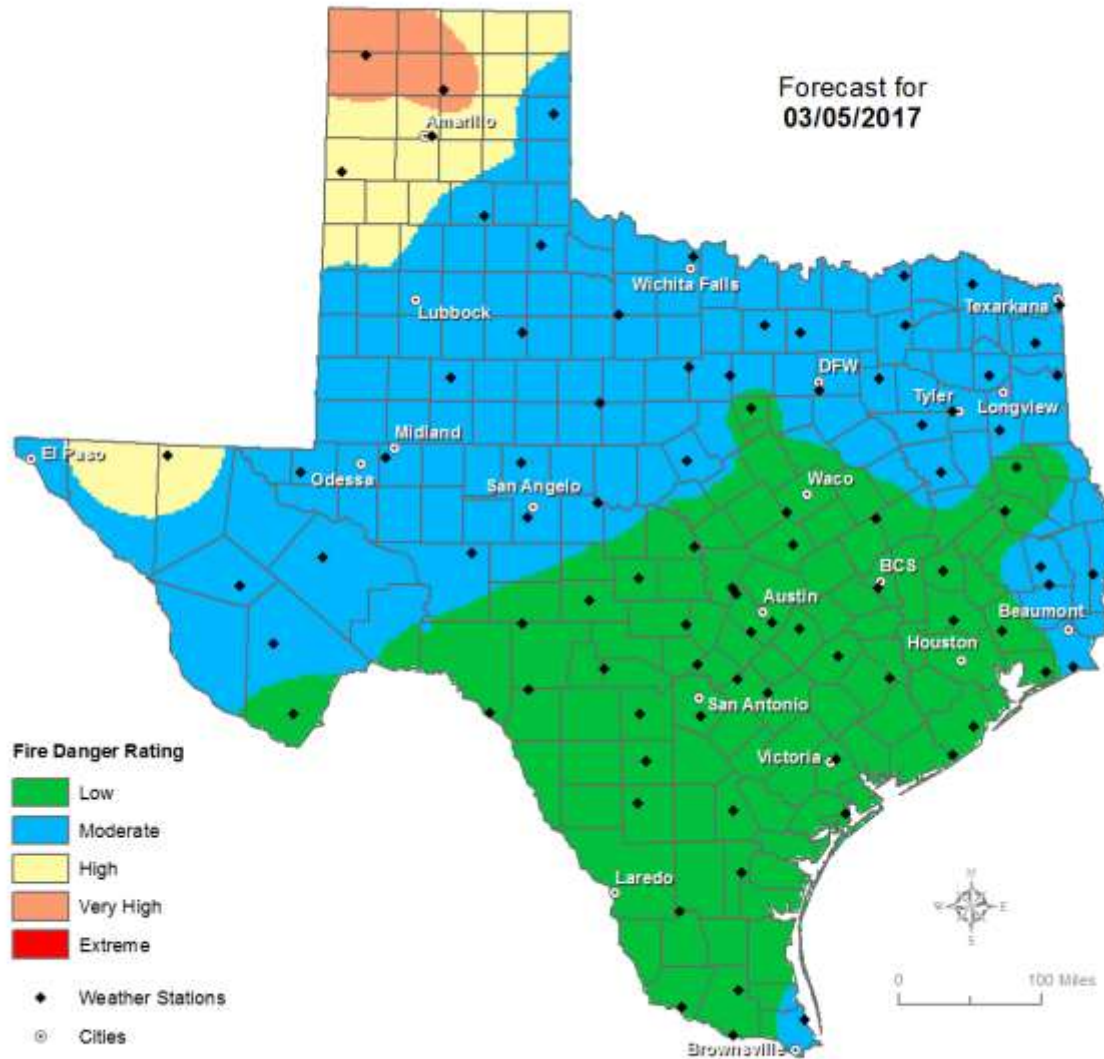 Forecast for
03/05/2017
Amarillo
Wichita Falls
Lubbock
Texarkana
DFW
Tyler
Longview
Midland
El Paso
Odessa
San Angelo
Waco
BCS
Austin
Beaumont
Houston
San Antonio
Victoria
Laredo
Brownsville
Fire Danger Rating
Low
Moderate
High
Very High
Extreme
Weather Stations
Cities
N
W E
S
0 100 Miles